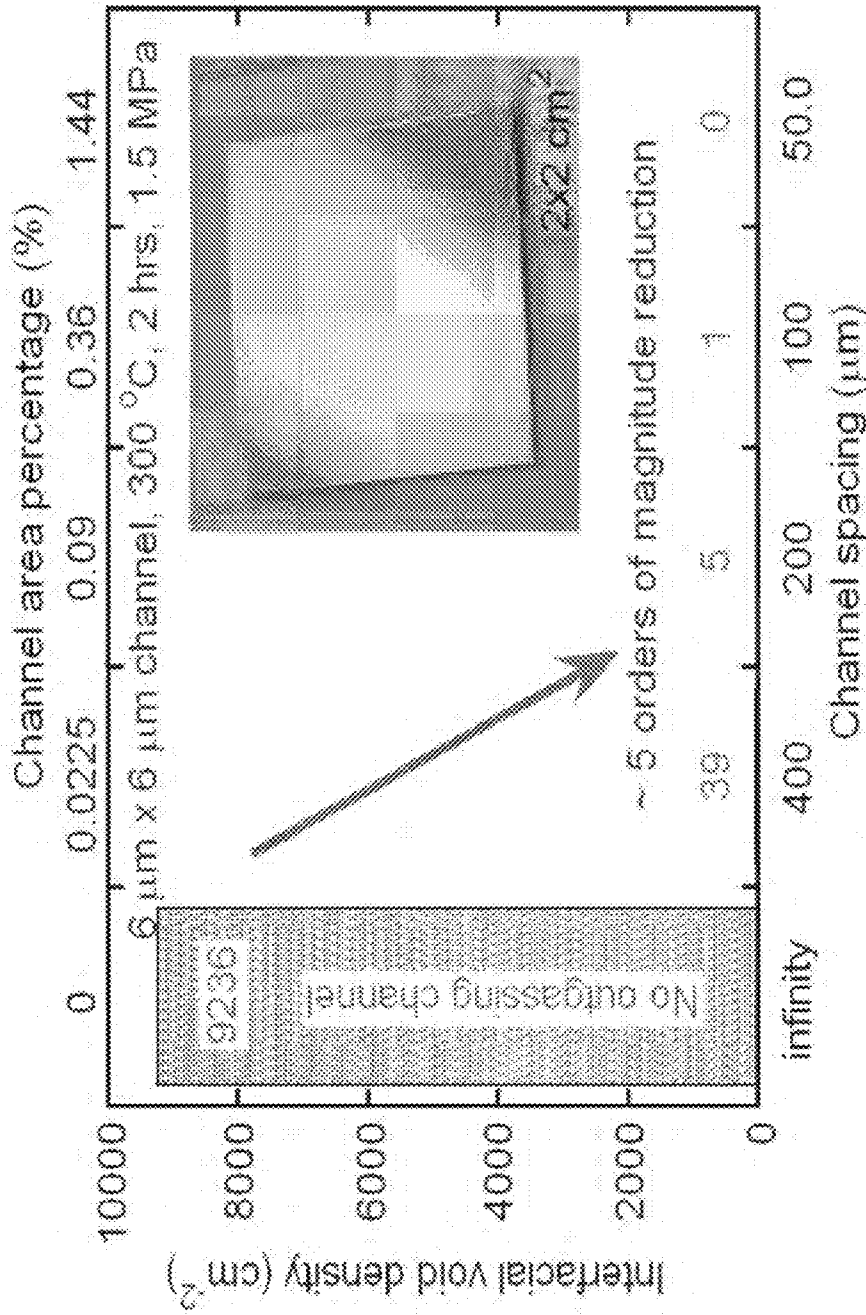 Channel area percentage (%)
0 0.0225 0.09 0.36 1.44
6 µm x 6 µm channel, 300 °C, 2 hrs, 1.5 MPa
10000
8000
6000
4000
2000
0
Interfacial void density (cm-2)
9236
No outgassing channel
2x2 cm2
~ 5 orders of magnitude reduction
39 5 1 0
infinity 400 200 100 50.0
Channel spacing (µm)